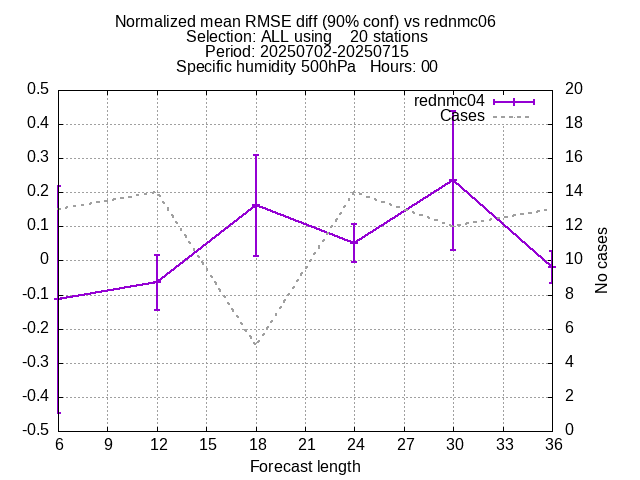 Normalized mean RMSE diff (90% conf) vs rednmc06
Selection: ALL using    20 stations
Period: 20250702-20250715
Specific humidity 500hPa   Hours: 00
rednmc04
Cases
0.5
0.4
0.3
0.2
0.1
0
-0.1
-0.2
-0.3
-0.4
-0.5
20
18
16
14
12
10
8
6
4
2
0
No cases
6 9 12 15 18 21 24 27 30 33 36
Forecast length